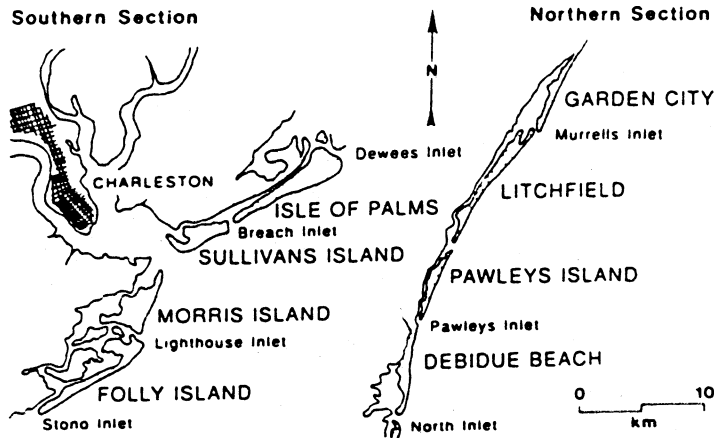 Southern Section
Northern Section
N
GARDEN CITY
Murrells Inlet
Dewees Inlet
CHARLESTON
LITCHFIELD
ISLE OF PALMS
Breach Inlet
SULLIVANS ISLAND
PAWLEYS ISLAND
MORRIS ISLAND
Pawleys Inlet
Lighthouse Inlet
DEBIDUE BEACH
FOLLY ISLAND
0 10
km
Stono Inlet
North Inlet